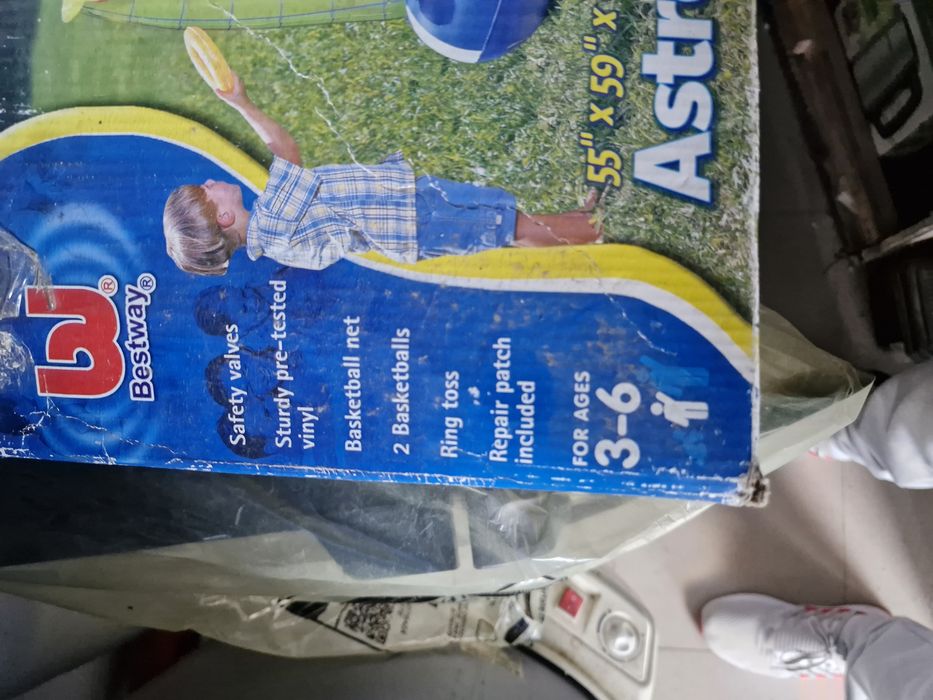 Bestway®
Safety valves
Sturdy pre-tested
vinyl
Basketball net
2 Basketballs
Ring toss
Repair patch
included
FOR AGES
3-6
55" X 59" X
Astro